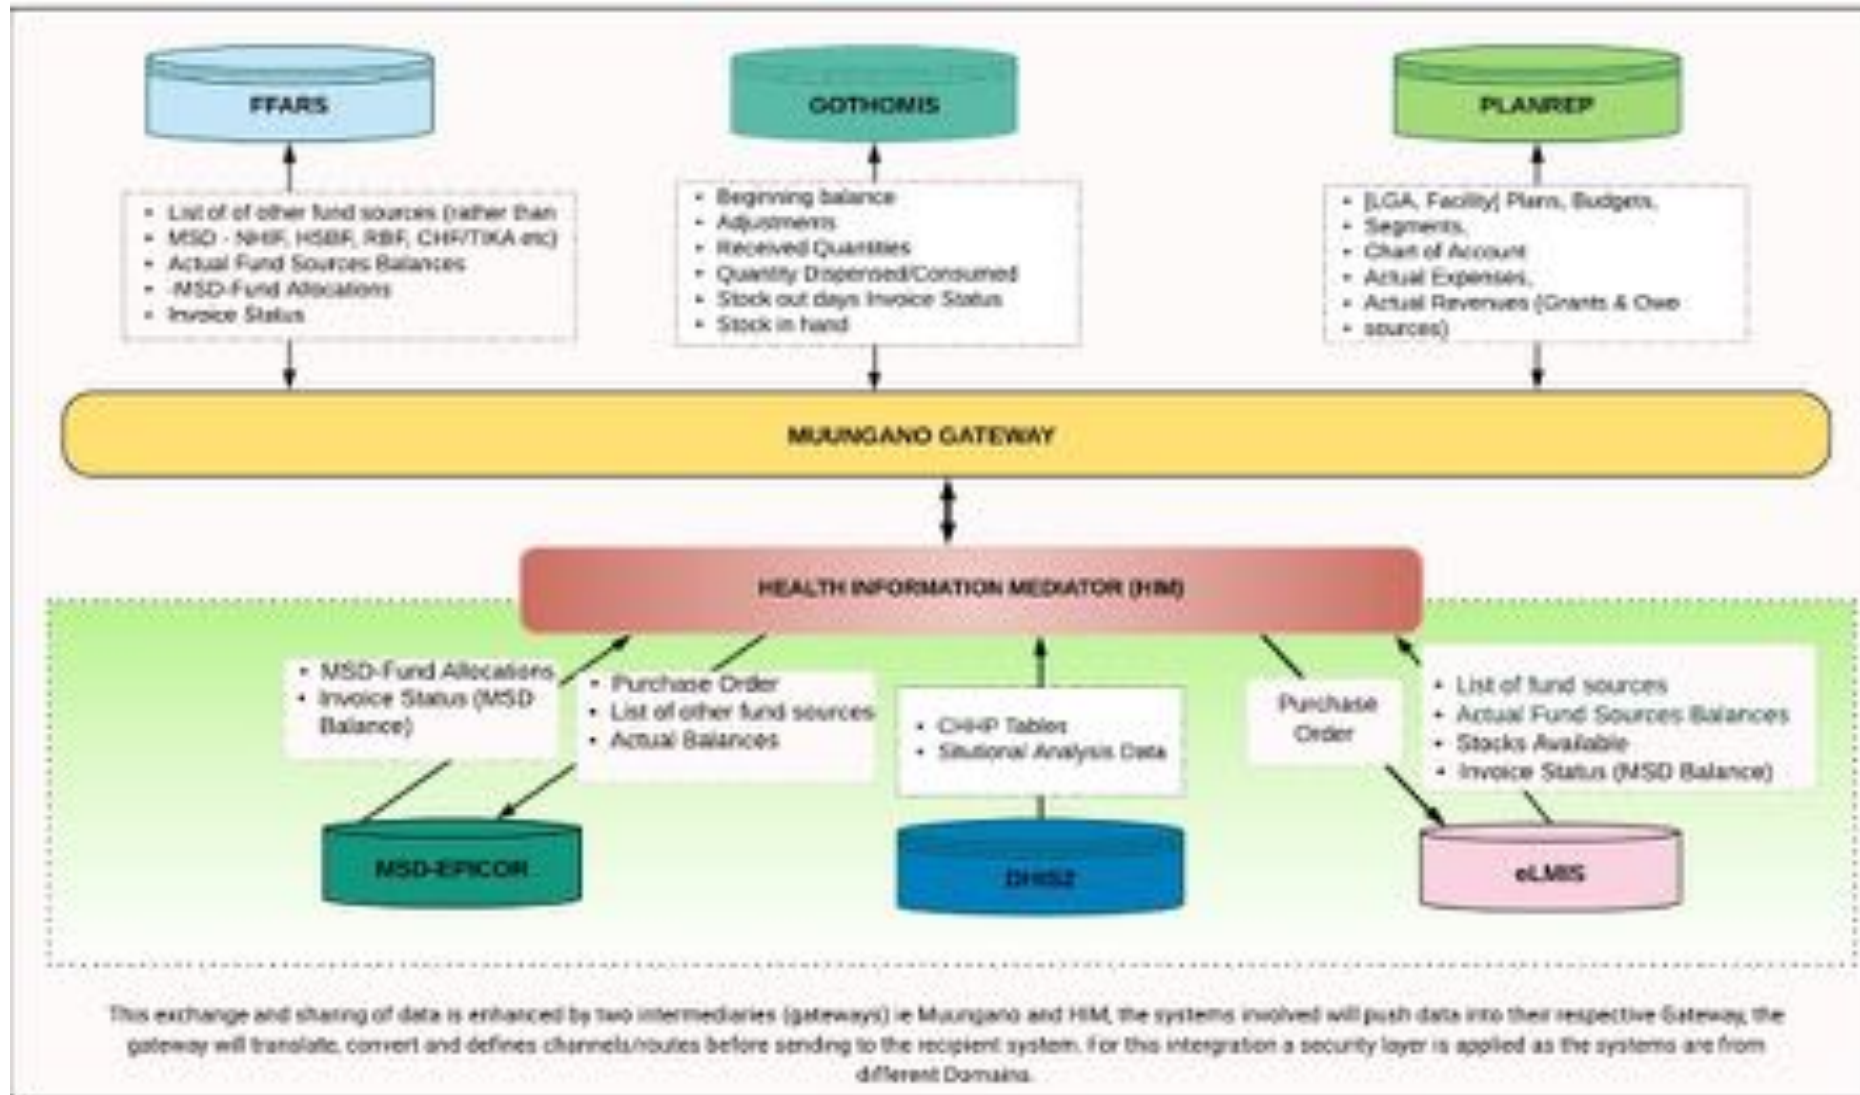 FFARS
GOTHOMIS
PLANREP
List of of other fund sources (rather than
MSD - NHIF, HSBF, RBF, CHF/TIKA etc)
Actual Fund Sources Balances
-MSD-Fund Allocations
Invoice Status
Beginning balance
Adjustments
Received Quantities
Quantity Dispensed/Consumed
Stock out days Invoice Status
Stock in hand
[LGA, Facility] Plans, Budgets,
Segments,
Chart of Account
Actual Expenses,
Actual Revenues (Grants & Owe
sources)
MUUNGANO GATEWAY
HEALTH INFORMATION MEDIATOR (HIM)
MSD-Fund Allocations
Invoice Status (MSD
Balance)
Purchase Order
List of other fund sources
Actual Balances
CHHP Tables
Situtional Analysis Data
Purchase
Order
List of fund sources
Actual Fund Sources Balances
Stocks Available
Invoice Status (MSD Balance)
MSD-EPICOR
DHIS2
eLMIS
This exchange and sharing of data is enhanced by two intermediaries (gateways) ie Muungano and HIM, the systems involved will push data into their respective Gateway, the
gateway will translate, convert and defines channels/routes before sending to the recipient system. For this intergration a security layer is applied as the systems are from
different Domains.